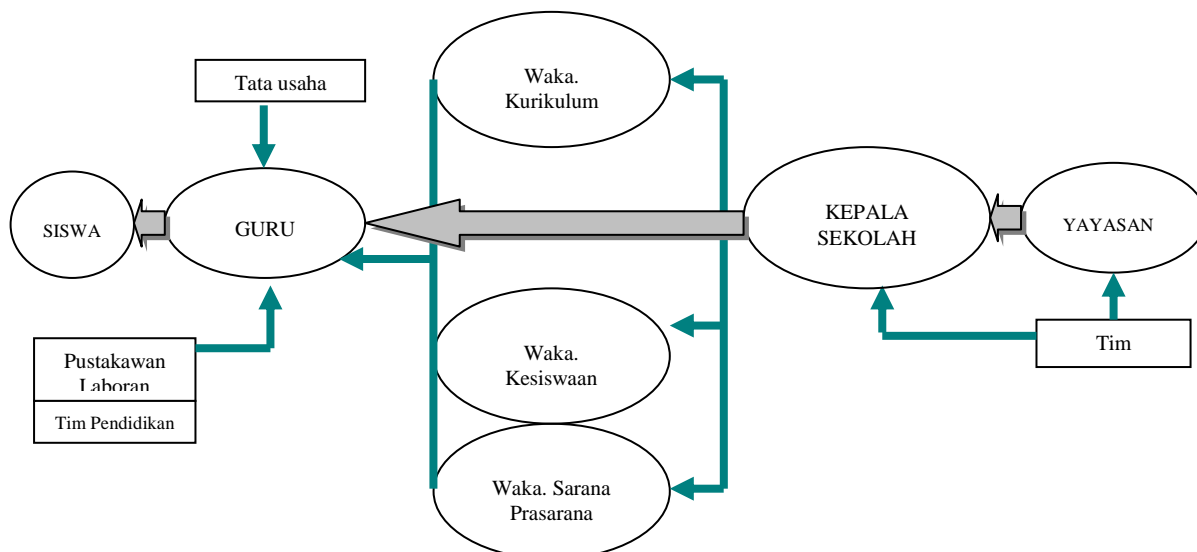 Tata usaha
Waka.
Kurikulum
SISWA
GURU
KEPALA
SEKOLAH
YAYASAN
Pustakawan
Laboran
Tim Pendidikan
Waka.
Kesiswaan
Tim
Waka. Sarana
Prasarana